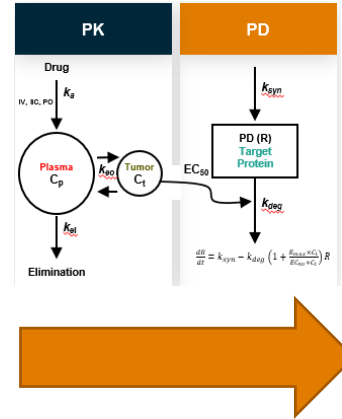 PK
PD
Drug
ka
IV, SC, PO
ksyn
PD (R)
Target
Protein
Plasma
Cp
keo
Tumor
Ct
EC50
kdeg
kel
Elimination
dR/dt = ksyn − kdeg (1 + Emax×Ct/EC50+Ct) R